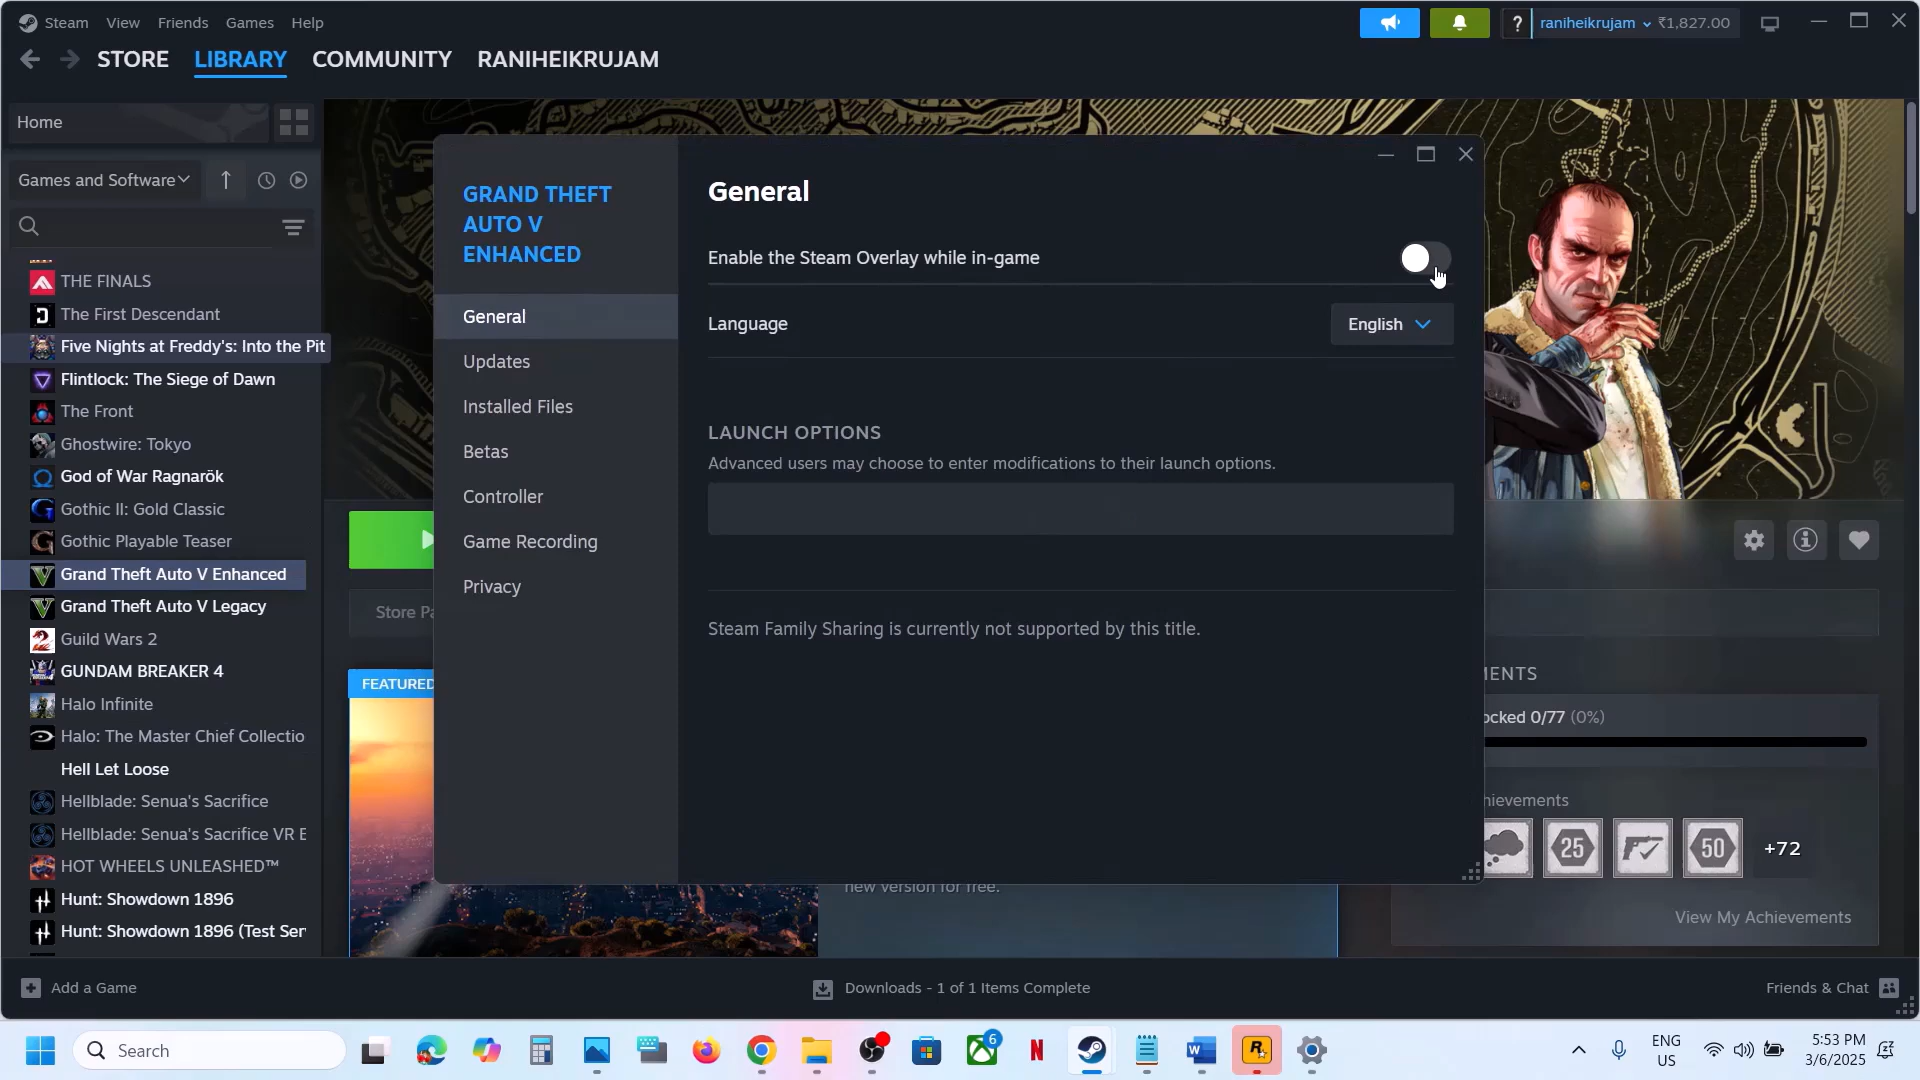 Steam View Friends Games Help
raniheikrujam ₹1,827.00
STORE LIBRARY COMMUNITY RANIHEIKRUJAM
Home
Games and Software
THE FINALS
The First Descendant
Five Nights at Freddy's: Into the Pit
Flintlock: The Siege of Dawn
The Front
Ghostwire: Tokyo
God of War Ragnarök
Gothic II: Gold Classic
Gothic Playable Teaser
Grand Theft Auto V Enhanced
Grand Theft Auto V Legacy
Guild Wars 2
GUNDAM BREAKER 4
Halo Infinite
Halo: The Master Chief Collectio
Hell Let Loose
Hellblade: Senua's Sacrifice
Hellblade: Senua's Sacrifice VR E
HOT WHEELS UNLEASHED™
Hunt: Showdown 1896
Hunt: Showdown 1896 (Test Ser
GRAND THEFT
AUTO V
ENHANCED
General
Updates
Installed Files
Betas
Controller
Game Recording
Privacy
General
Enable the Steam Overlay while in-game
Language English
LAUNCH OPTIONS
Advanced users may choose to enter modifications to their launch options.
Steam Family Sharing is currently not supported by this title.
Store Pa
FEATURED
new version for free.
MENTS
ocked 0/77 (0%)
hievements
25 50 +72
View My Achievements
Add a Game
Downloads - 1 of 1 Items Complete
Friends & Chat
Search
6
ENG
US
5:53 PM
3/6/2025